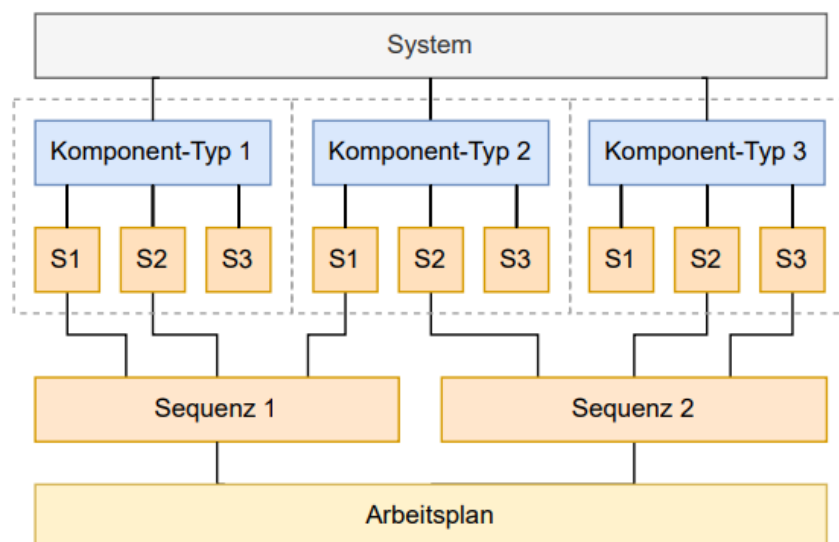 System
Komponent-Typ 1
Komponent-Typ 2
Komponent-Typ 3
S1
S2
S3
S1
S2
S3
S1
S2
S3
Sequenz 1
Sequenz 2
Arbeitsplan